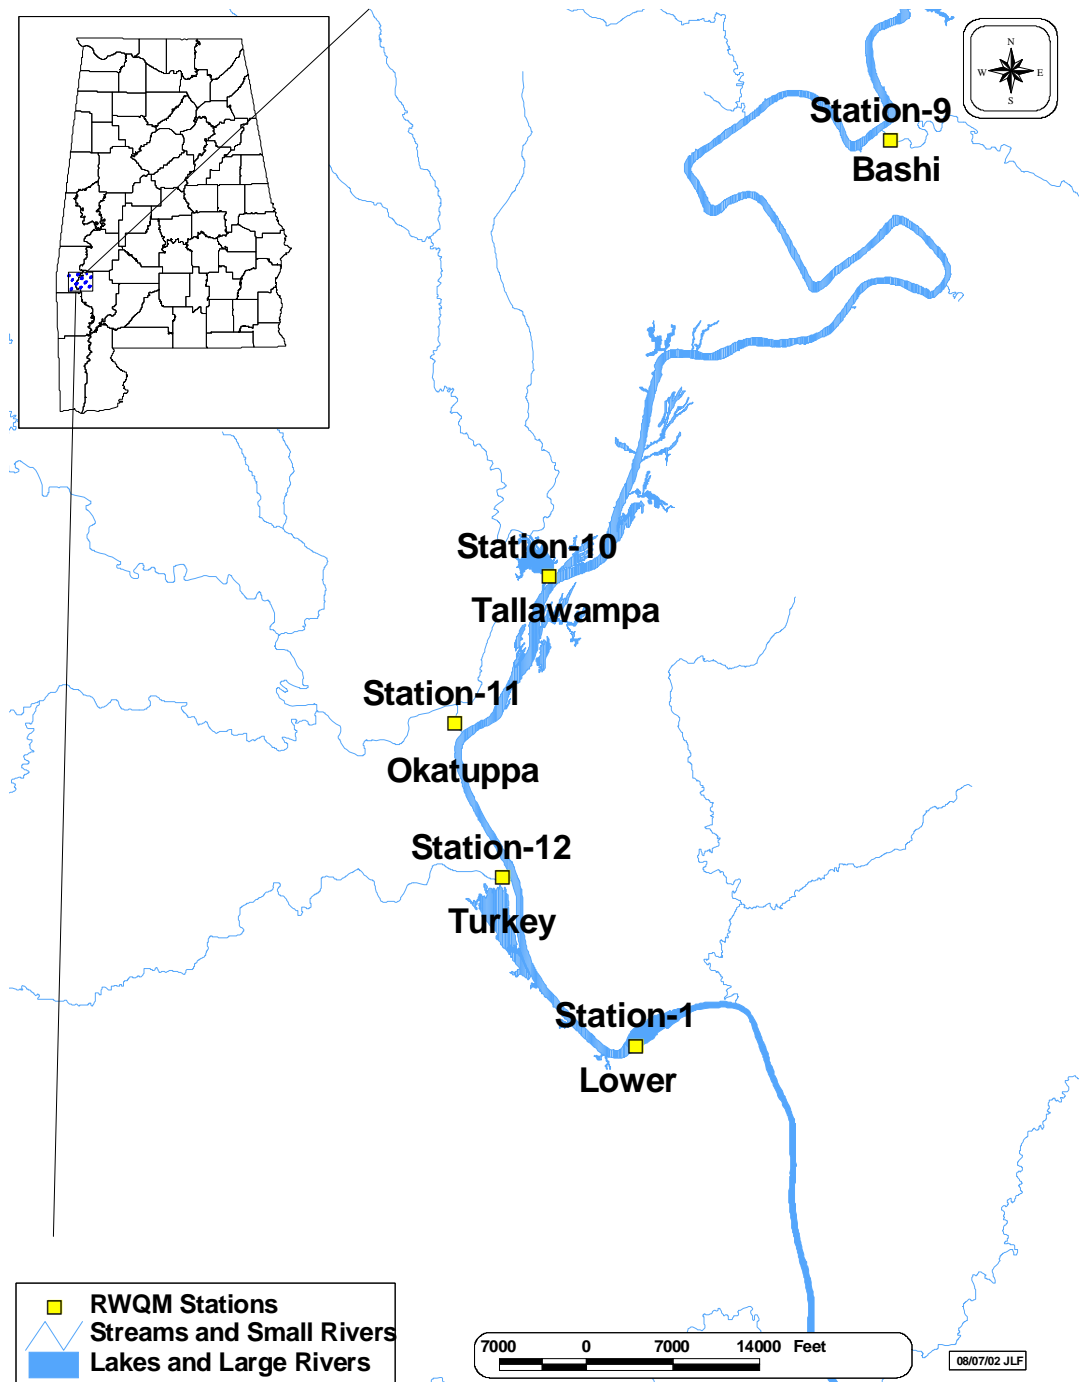 N
W E
S
Station-9
Bashi
Station-10
Tallawampa
Station-11
Okatuppa
Station-12
Turkey
Station-1
Lower
RWQM Stations
Streams and Small Rivers
Lakes and Large Rivers
7000 0 7000 14000 Feet
08/07/02 JLF